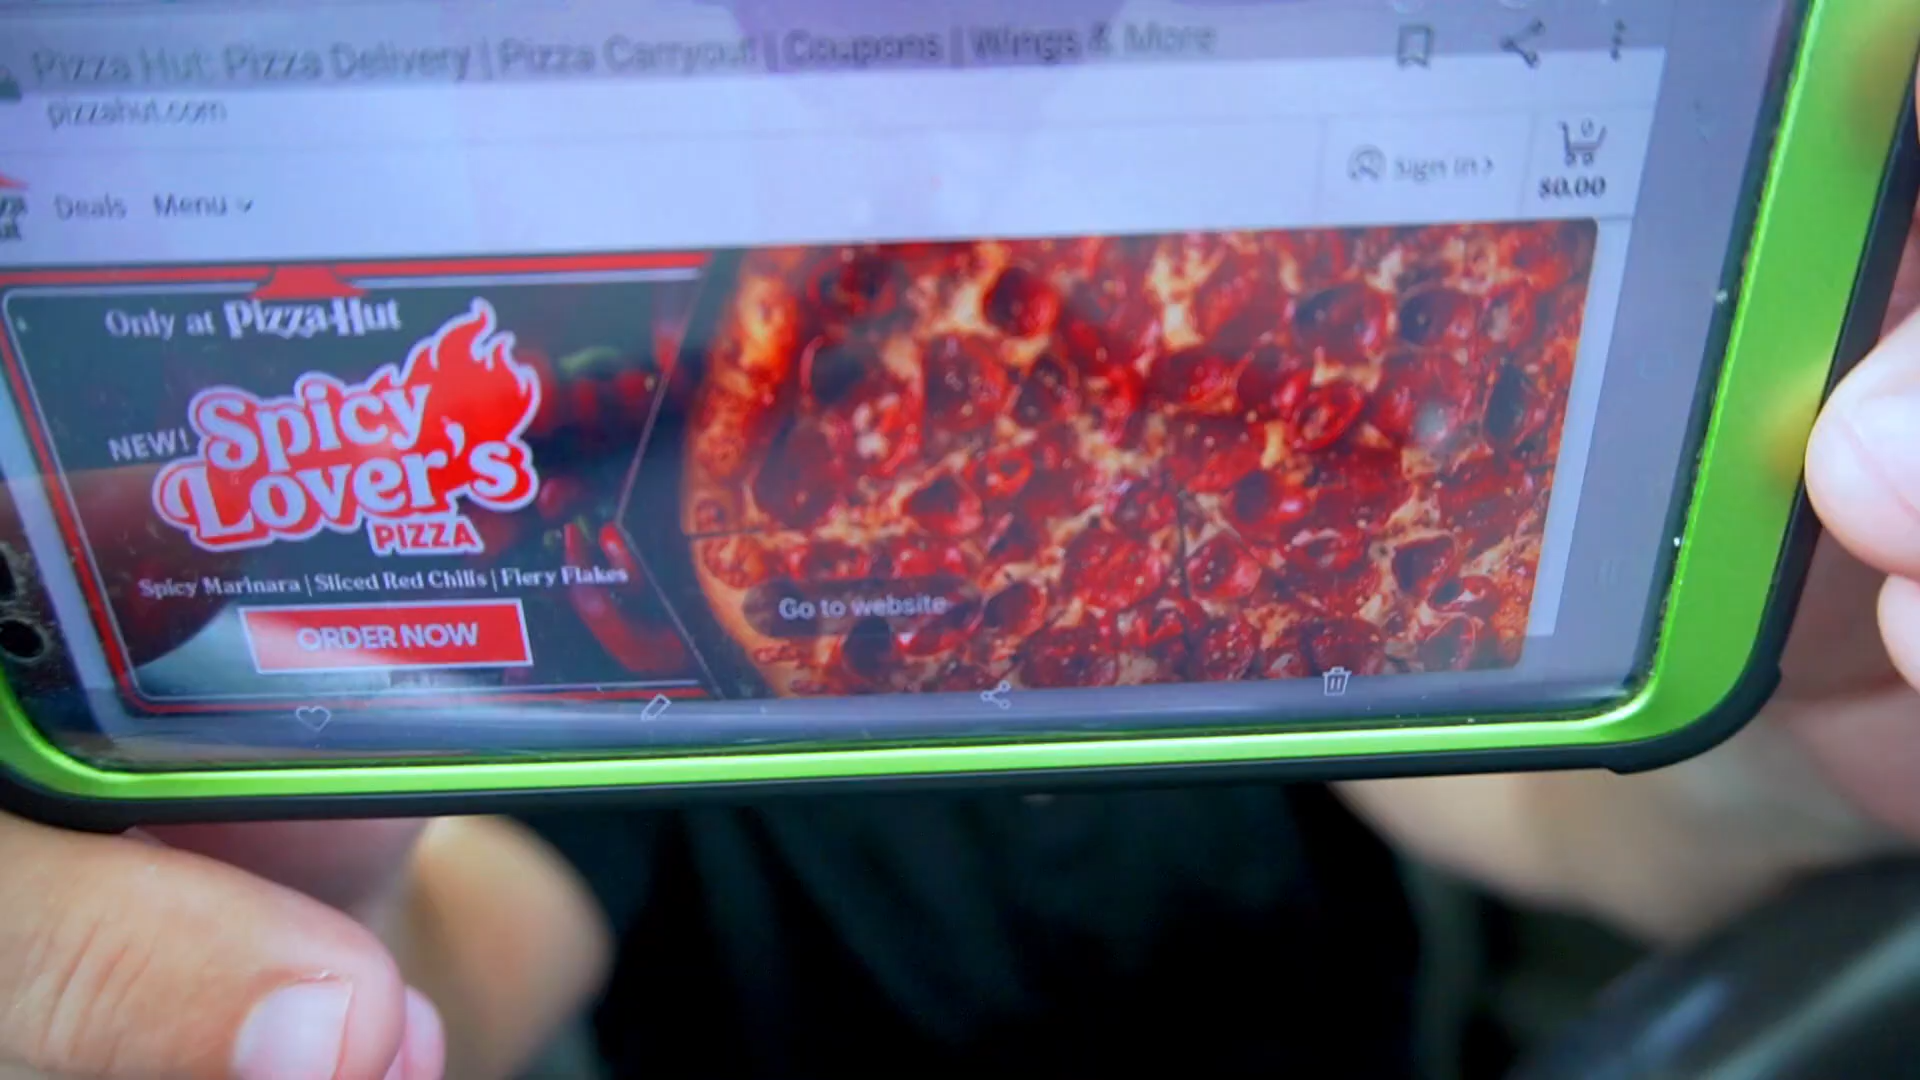 Pizza Hut: Pizza Delivery | Pizza Carryout | Coupons | Wings & More
pizzahut.com
Deals Menu
Sign in >
0
$0.00
Only at Pizza Hut
NEW! Spicy
Lover's
PIZZA
Spicy Marinara | Sliced Red Chilis | Fiery Flakes
ORDER NOW
Go to website